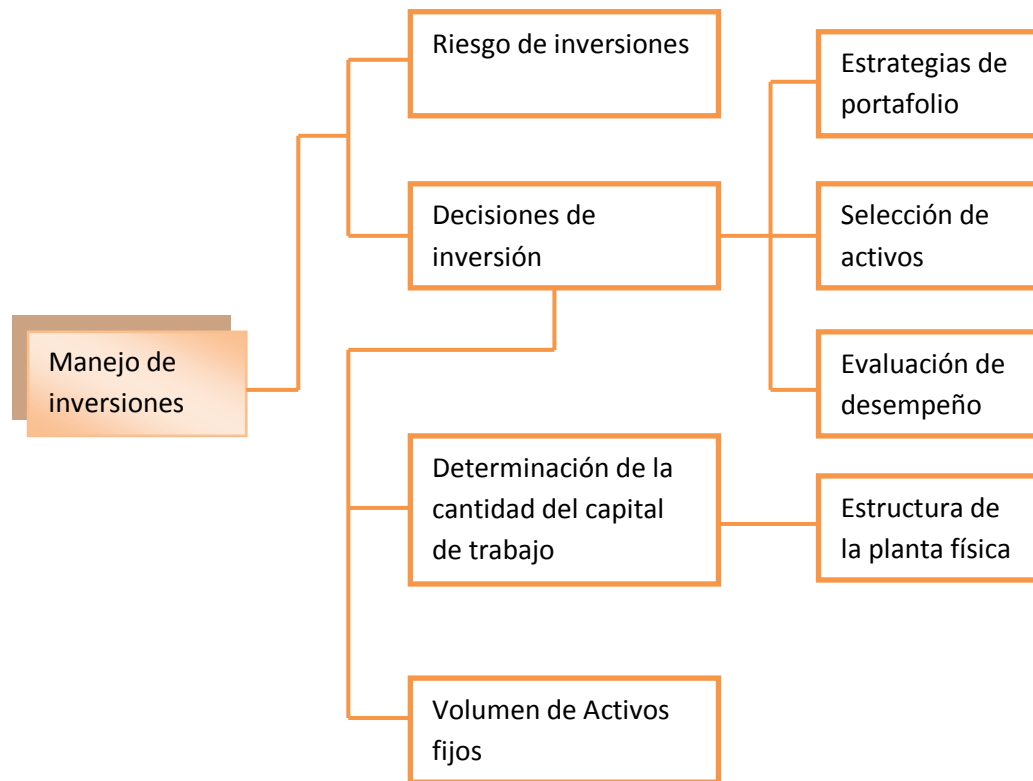 Manejo de
inversiones
Riesgo de inversiones
Decisiones de
inversión
Estrategias de
portafolio
Selección de
activos
Evaluación de
desempeño
Determinación de la
cantidad del capital
de trabajo
Estructura de
la planta física
Volumen de Activos
fijos